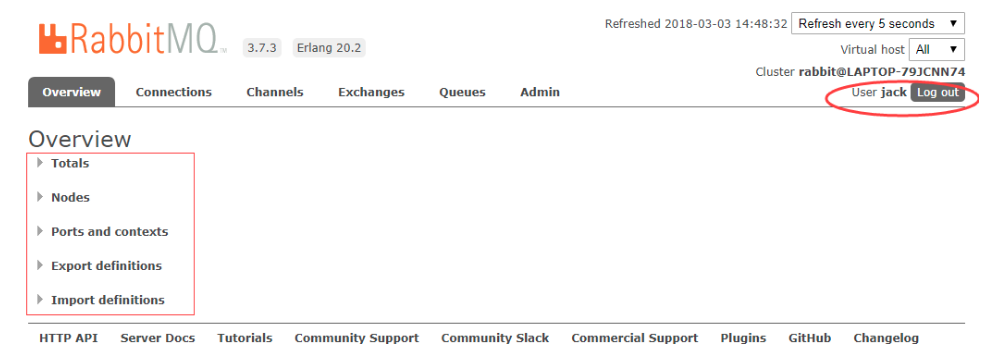 Refreshed 2018-03-03 14:48:32 Refresh every 5 seconds
RabbitMQ TM 3.7.3 Erlang 20.2
Virtual host All
Cluster rabbit@LAPTOP-79JCNN74
Overview Connections Channels Exchanges Queues Admin
User jack Log out
Overview
Totals
Nodes
Ports and contexts
Export definitions
Import definitions
HTTP API Server Docs Tutorials Community Support Community Slack Commercial Support Plugins GitHub Changelog